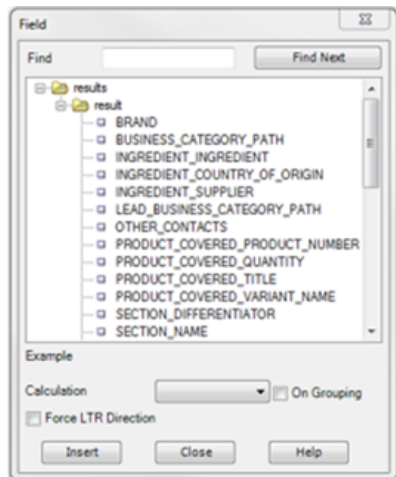 Field
Find
Find Next
results
result
BRAND
BUSINESS_CATEGORY_PATH
INGREDIENT_INGREDIENT
INGREDIENT_COUNTRY_OF_ORIGIN
INGREDIENT_SUPPLIER
LEAD_BUSINESS_CATEGORY_PATH
OTHER_CONTACTS
PRODUCT_COVERED_PRODUCT_NUMBER
PRODUCT_COVERED_QUANTITY
PRODUCT_COVERED_TITLE
PRODUCT_COVERED_VARIANT_NAME
SECTION_DIFFERENTIATOR
SECTION_NAME
Example
Calculation
On Grouping
Force LTR Direction
Insert Close Help